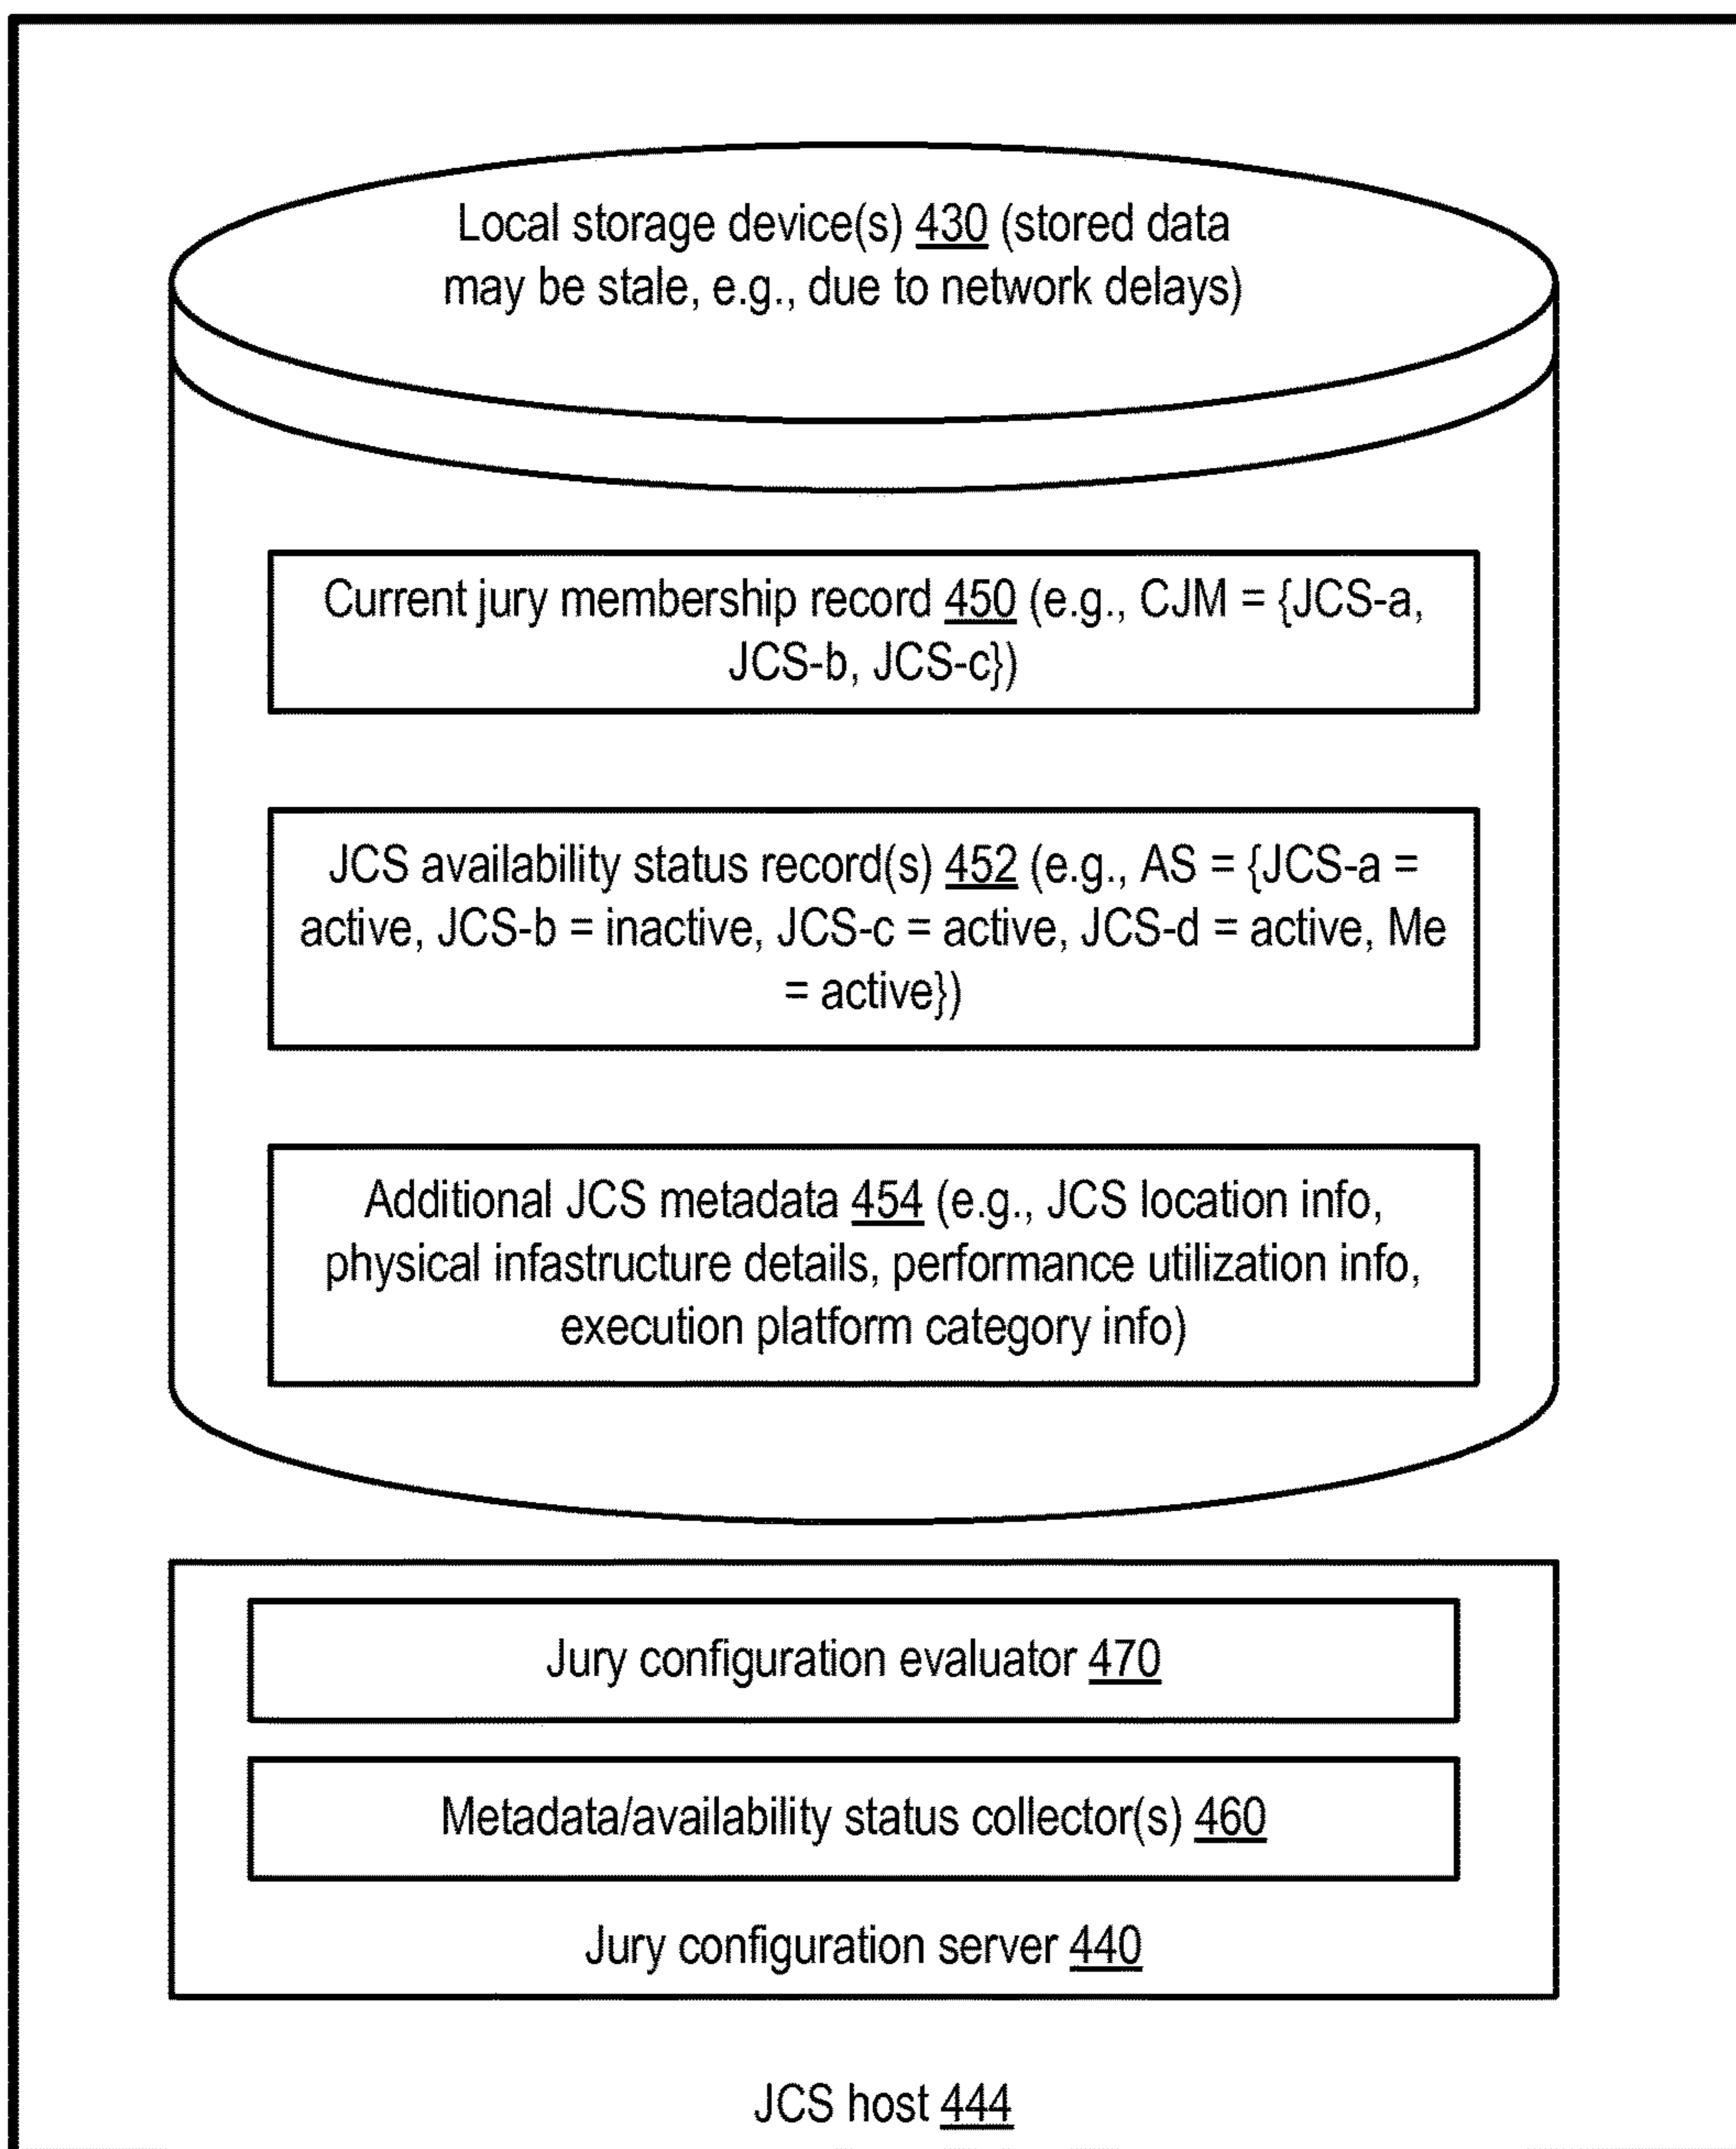 Local storage device(s) 430 (stored data
may be stale, e.g., due to network delays)
Current jury membership record 450 (e.g., CJM = {JCS-a,
JCS-b, JCS-c})
JCS availability status record(s) 452 (e.g., AS = {JCS-a =
active, JCS-b = inactive, JCS-c = active, JCS-d = active, Me
= active})
Additional JCS metadata 454 (e.g., JCS location info,
physical infastructure details, performance utilization info,
execution platform category info)
Jury configuration evaluator 470
Metadata/availability status collector(s) 460
Jury configuration server 440
JCS host 444